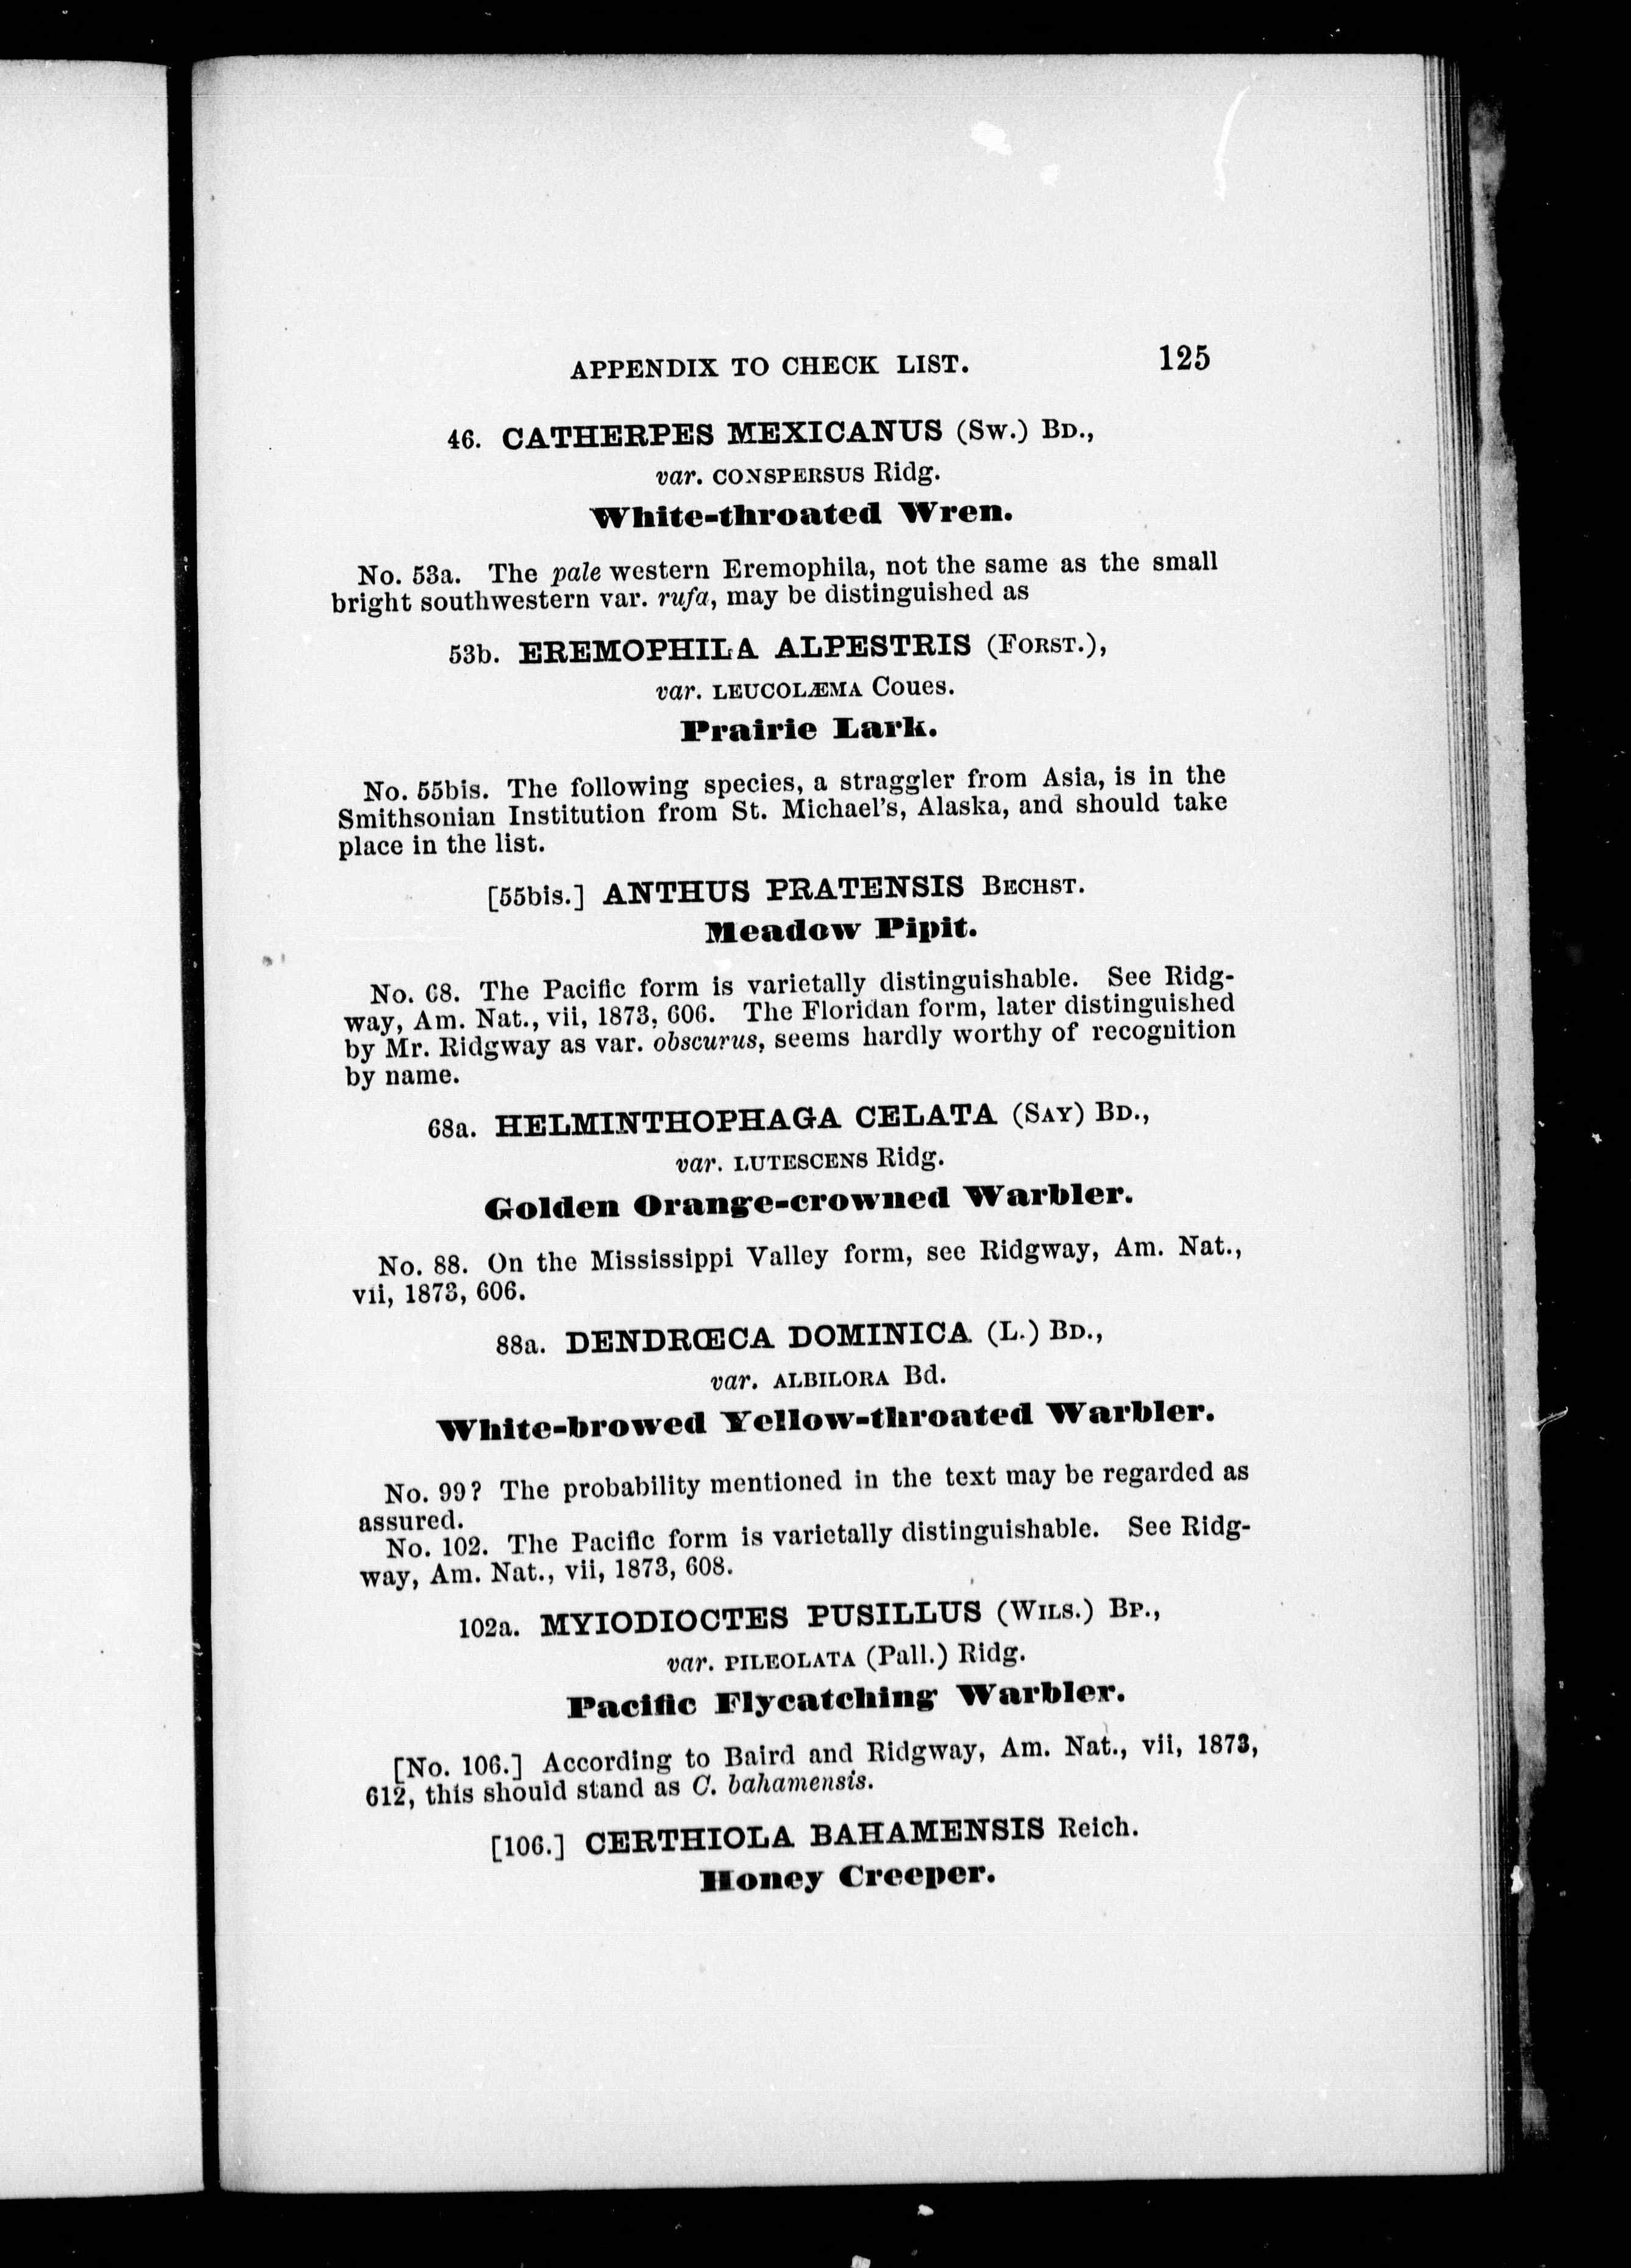 APPENDIX TO CHECK LIST. 125
46. CATHERPES MEXICANUS (Sw.) Bd.,
var. CONSPERSUS Ridg.
White-throated Wren.
No. 53a. The pale western Eremophila, not the same as the small
bright southwestern var. rufa, may be distinguished as
53b. EREMOPHILA ALPESTRIS (Forst.),
var. LEUCOLÆMA Coues.
Prairie Lark.
No. 55bis. The following species, a straggler from Asia, is in the
Smithsonian Institution from St. Michael's, Alaska, and should take
place in the list.
[55bis.] ANTHUS PRATENSIS Bechst.
Meadow Pipit.
No. 68. The Pacific form is varietally distinguishable. See Ridg-
way, Am. Nat., vii, 1873, 606. The Floridan form, later distinguished
by Mr. Ridgway as var. obscurus, seems hardly worthy of recognition
by name.
68a. HELMINTHOPHAGA CELATA (Say) Bd.,
var. LUTESCENS Ridg.
Golden Orange-crowned Warbler.
No. 88. On the Mississippi Valley form, see Ridgway, Am. Nat.,
vii, 1873, 606.
88a. DENDRŒCA DOMINICA (L.) Bd.,
var. ALBILORA Bd.
White-browed Yellow-throated Warbler.
No. 99? The probability mentioned in the text may be regarded as
assured.
No. 102. The Pacific form is varietally distinguishable. See Ridg-
way, Am. Nat., vii, 1873, 608.
102a. MYIODIOCTES PUSILLUS (Wils.) Bp.,
var. PILEOLATA (Pall.) Ridg.
Pacific Flycatching Warbler.
[No. 106.] According to Baird and Ridgway, Am. Nat., vii, 1873,
612, this should stand as C. bahamensis.
[106.] CERTHIOLA BAHAMENSIS Reich.
Honey Creeper.